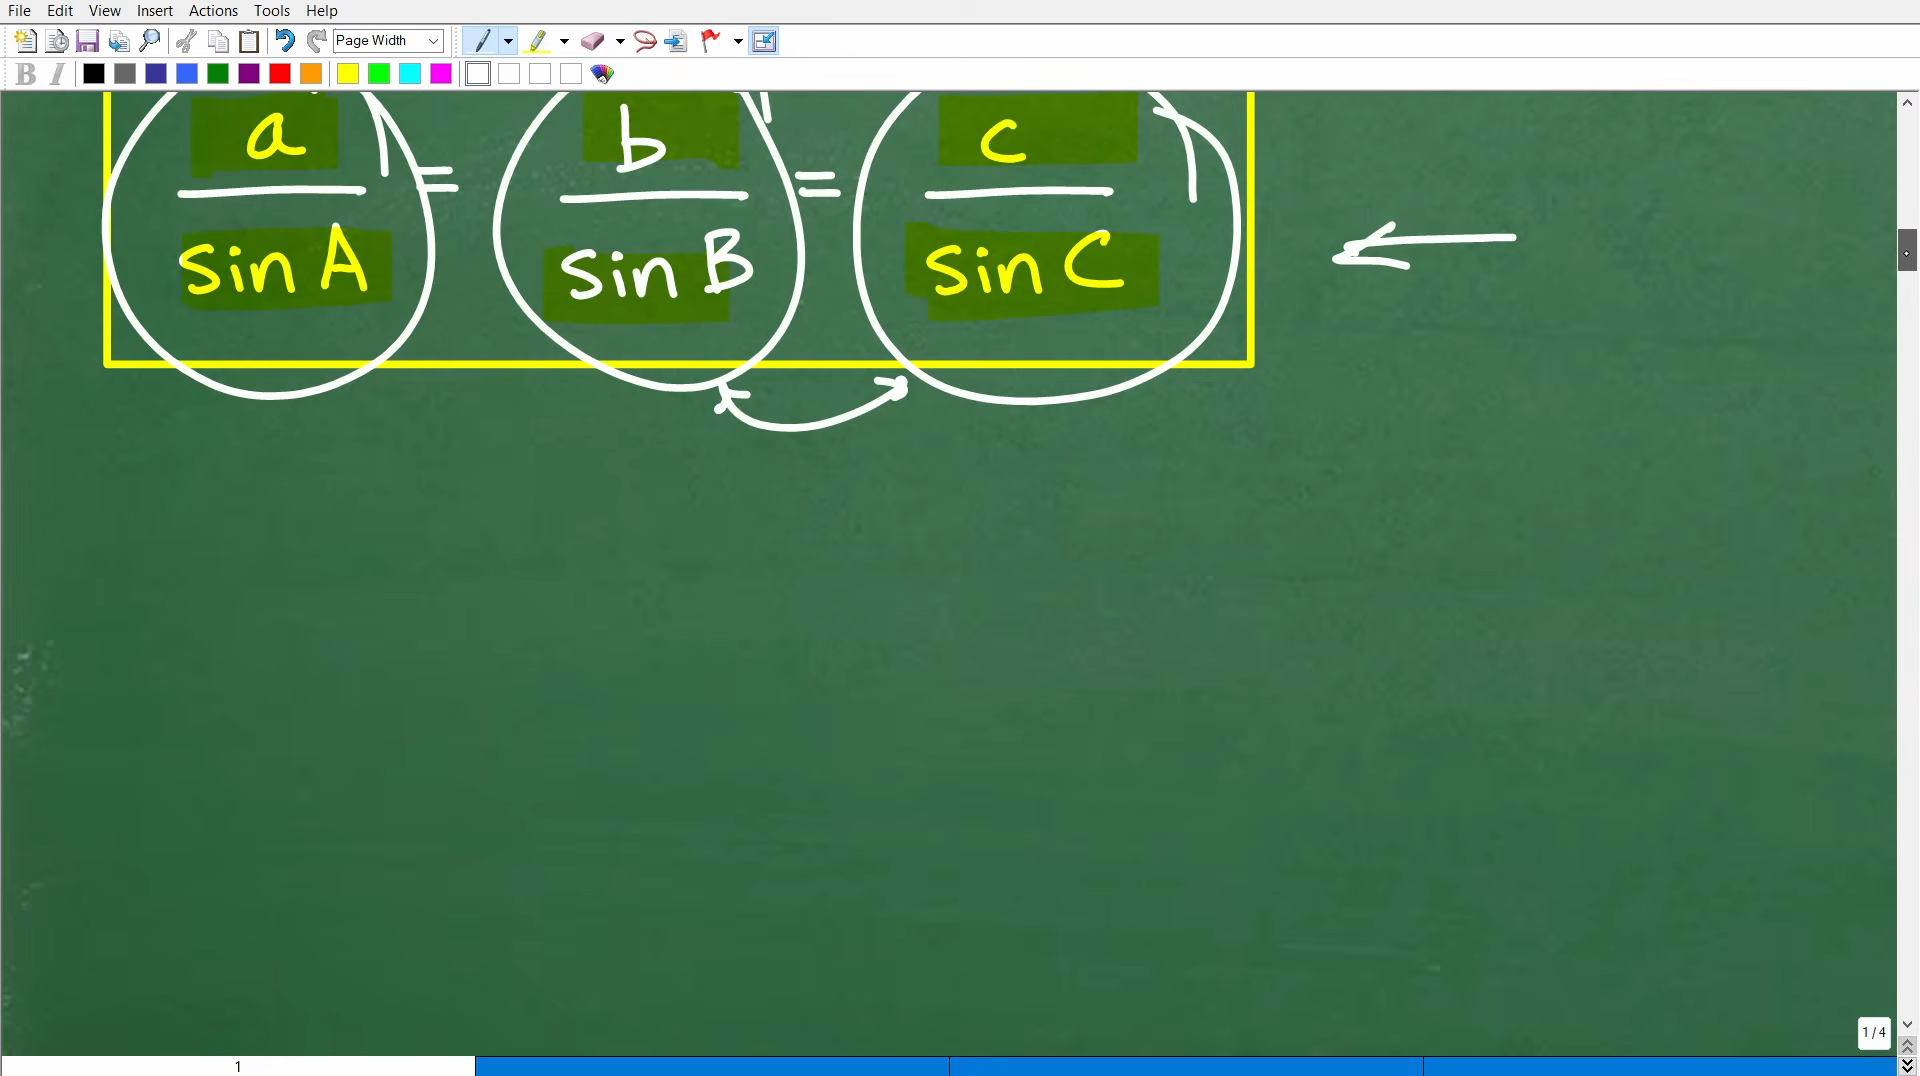 File Edit View Insert Actions Tools Help
Page Width
B I
a/sin A = b/sin B = c/sin C
1 / 4
1